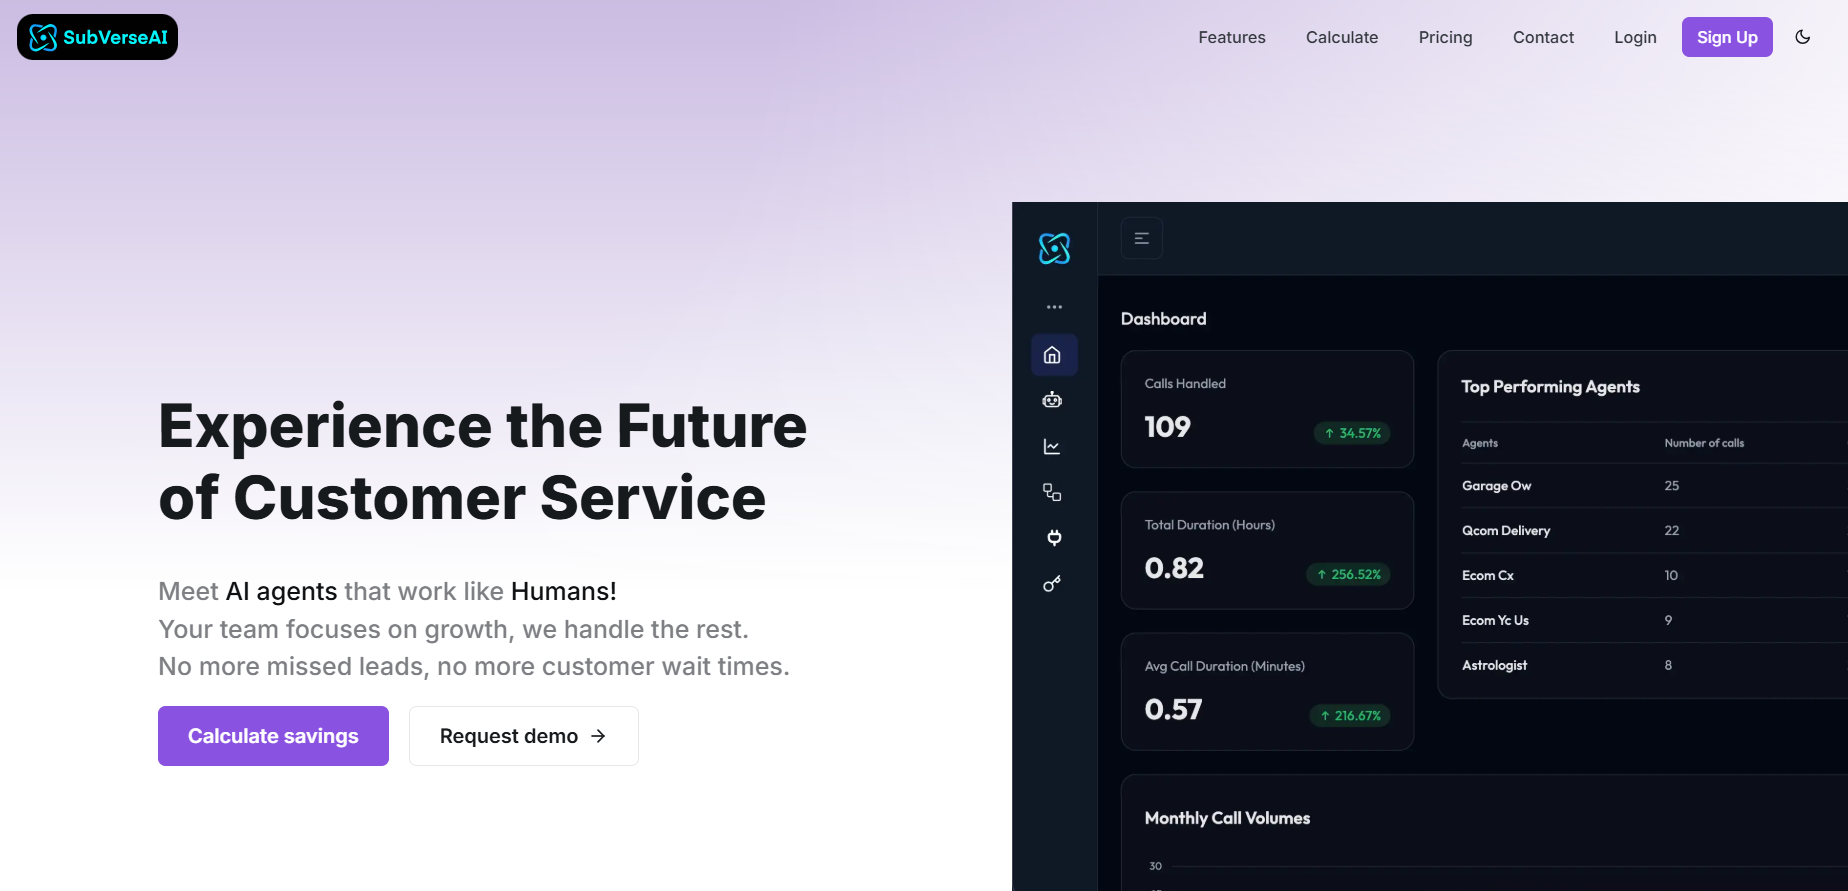 SubVerseAI
Features
Calculate
Pricing
Contact
Login
Sign Up
Experience the Future
of Customer Service
Meet AI agents that work like Humans!
Your team focuses on growth, we handle the rest.
No more missed leads, no more customer wait times.
Calculate savings
Request demo →
Dashboard
Calls Handled
109
↑ 34.57%
Total Duration (Hours)
0.82
↑ 256.52%
Avg Call Duration (Minutes)
0.57
↑ 216.67%
Top Performing Agents
Agents Number of calls
Garage Ow 25
Qcom Delivery 22
Ecom Cx 10
Ecom Yc Us 9
Astrologist 8
Monthly Call Volumes
30